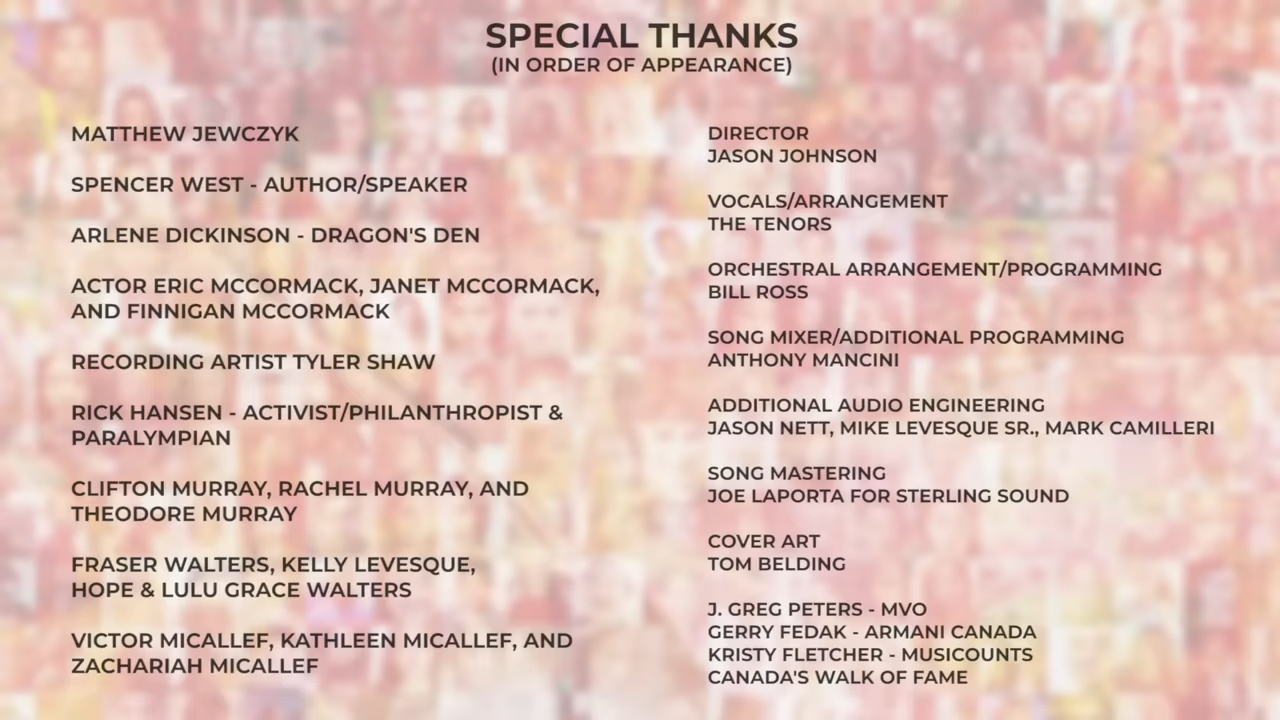 SPECIAL THANKS
(IN ORDER OF APPEARANCE)
MATTHEW JEWCZYK
SPENCER WEST - AUTHOR/SPEAKER
ARLENE DICKINSON - DRAGON'S DEN
ACTOR ERIC MCCORMACK, JANET MCCORMACK,
AND FINNIGAN MCCORMACK
RECORDING ARTIST TYLER SHAW
RICK HANSEN - ACTIVIST/PHILANTHROPIST &
PARALYMPIAN
CLIFTON MURRAY, RACHEL MURRAY, AND
THEODORE MURRAY
FRASER WALTERS, KELLY LEVESQUE,
HOPE & LULU GRACE WALTERS
VICTOR MICALLEF, KATHLEEN MICALLEF, AND
ZACHARIAH MICALLEF
DIRECTOR
JASON JOHNSON
VOCALS/ARRANGEMENT
THE TENORS
ORCHESTRAL ARRANGEMENT/PROGRAMMING
BILL ROSS
SONG MIXER/ADDITIONAL PROGRAMMING
ANTHONY MANCINI
ADDITIONAL AUDIO ENGINEERING
JASON NETT, MIKE LEVESQUE SR., MARK CAMILLERI
SONG MASTERING
JOE LAPORTA FOR STERLING SOUND
COVER ART
TOM BELDING
J. GREG PETERS - MVO
GERRY FEDAK - ARMANI CANADA
KRISTY FLETCHER - MUSICOUNTS
CANADA'S WALK OF FAME